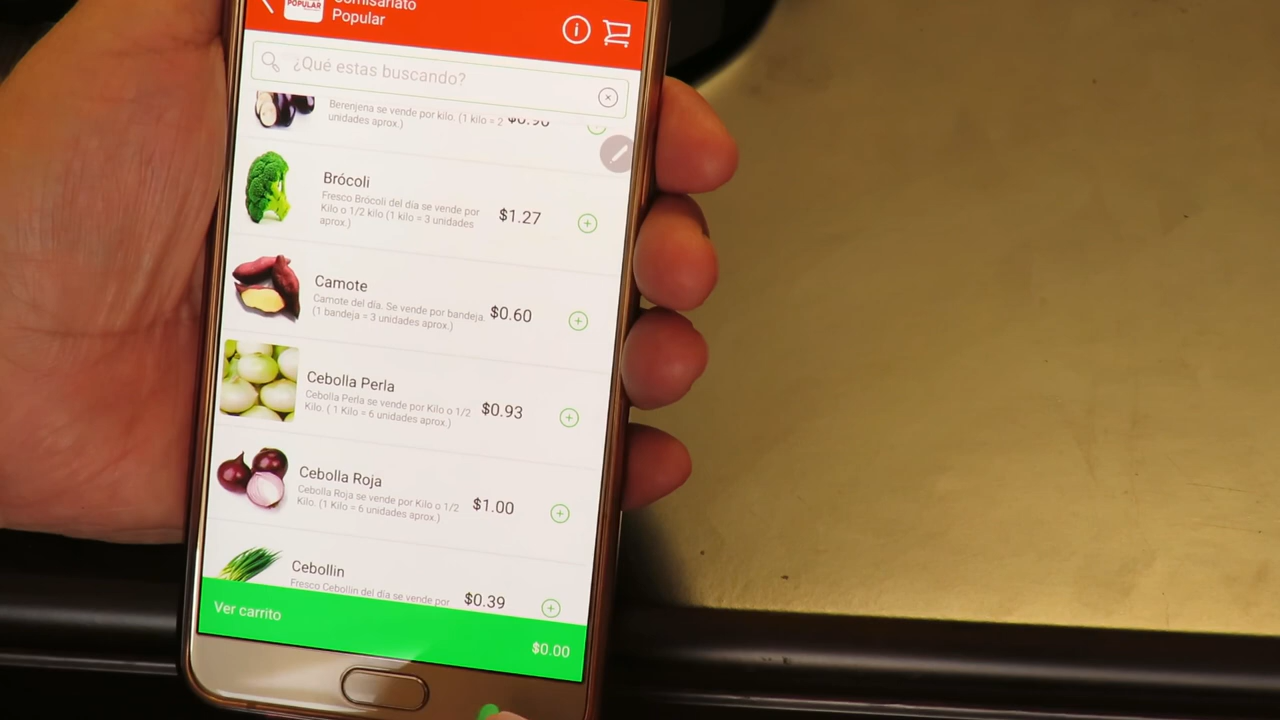 POPULAR
Comisariato
Popular
¿Qué estas buscando?
Berenjena se vende por kilo. (1 kilo = 2
unidades aprox.)
$0.90
Brócoli
Fresco Brócoli del día se vende por
Kilo o 1/2 kilo (1 kilo = 3 unidades
aprox.)
$1.27
Camote
Camote del día. Se vende por bandeja.
(1 bandeja = 3 unidades aprox.)
$0.60
Cebolla Perla
Cebolla Perla se vende por Kilo o 1/2
Kilo. ( 1 Kilo = 6 unidades aprox.)
$0.93
Cebolla Roja
Cebolla Roja se vende por Kilo o 1/2
Kilo. (1 Kilo = 6 unidades aprox.)
$1.00
Cebollin
Fresco Cebollin del día se vende por
$0.39
Ver carrito
$0.00